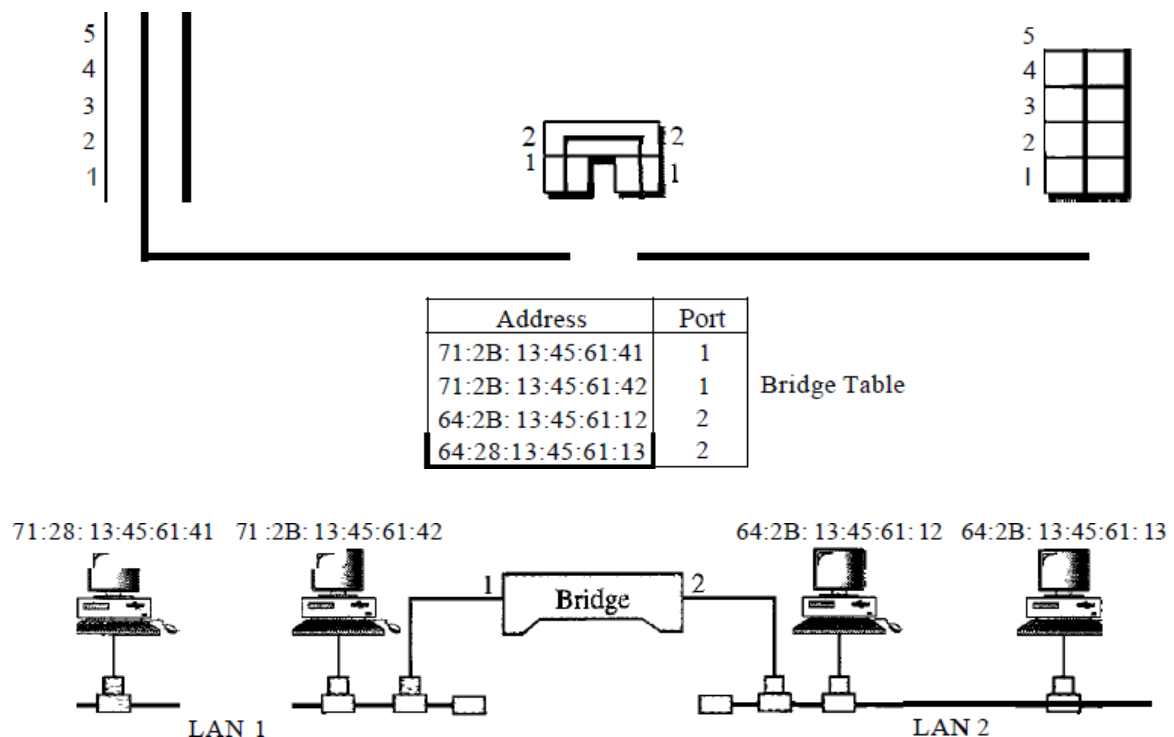 5
4
3
2
1
2 2
1 1
5
4
3
2
1
Address Port
71:2B: 13:45:61:41 1
71:2B: 13:45:61:42 1
64:2B: 13:45:61:12 2
64:28:13:45:61:13 2
Bridge Table
71:28: 13:45:61:41 71 :2B: 13:45:61:42 64:2B: 13:45:61: 12 64:2B: 13:45:61: 13
1 Bridge 2
LAN 1 LAN 2